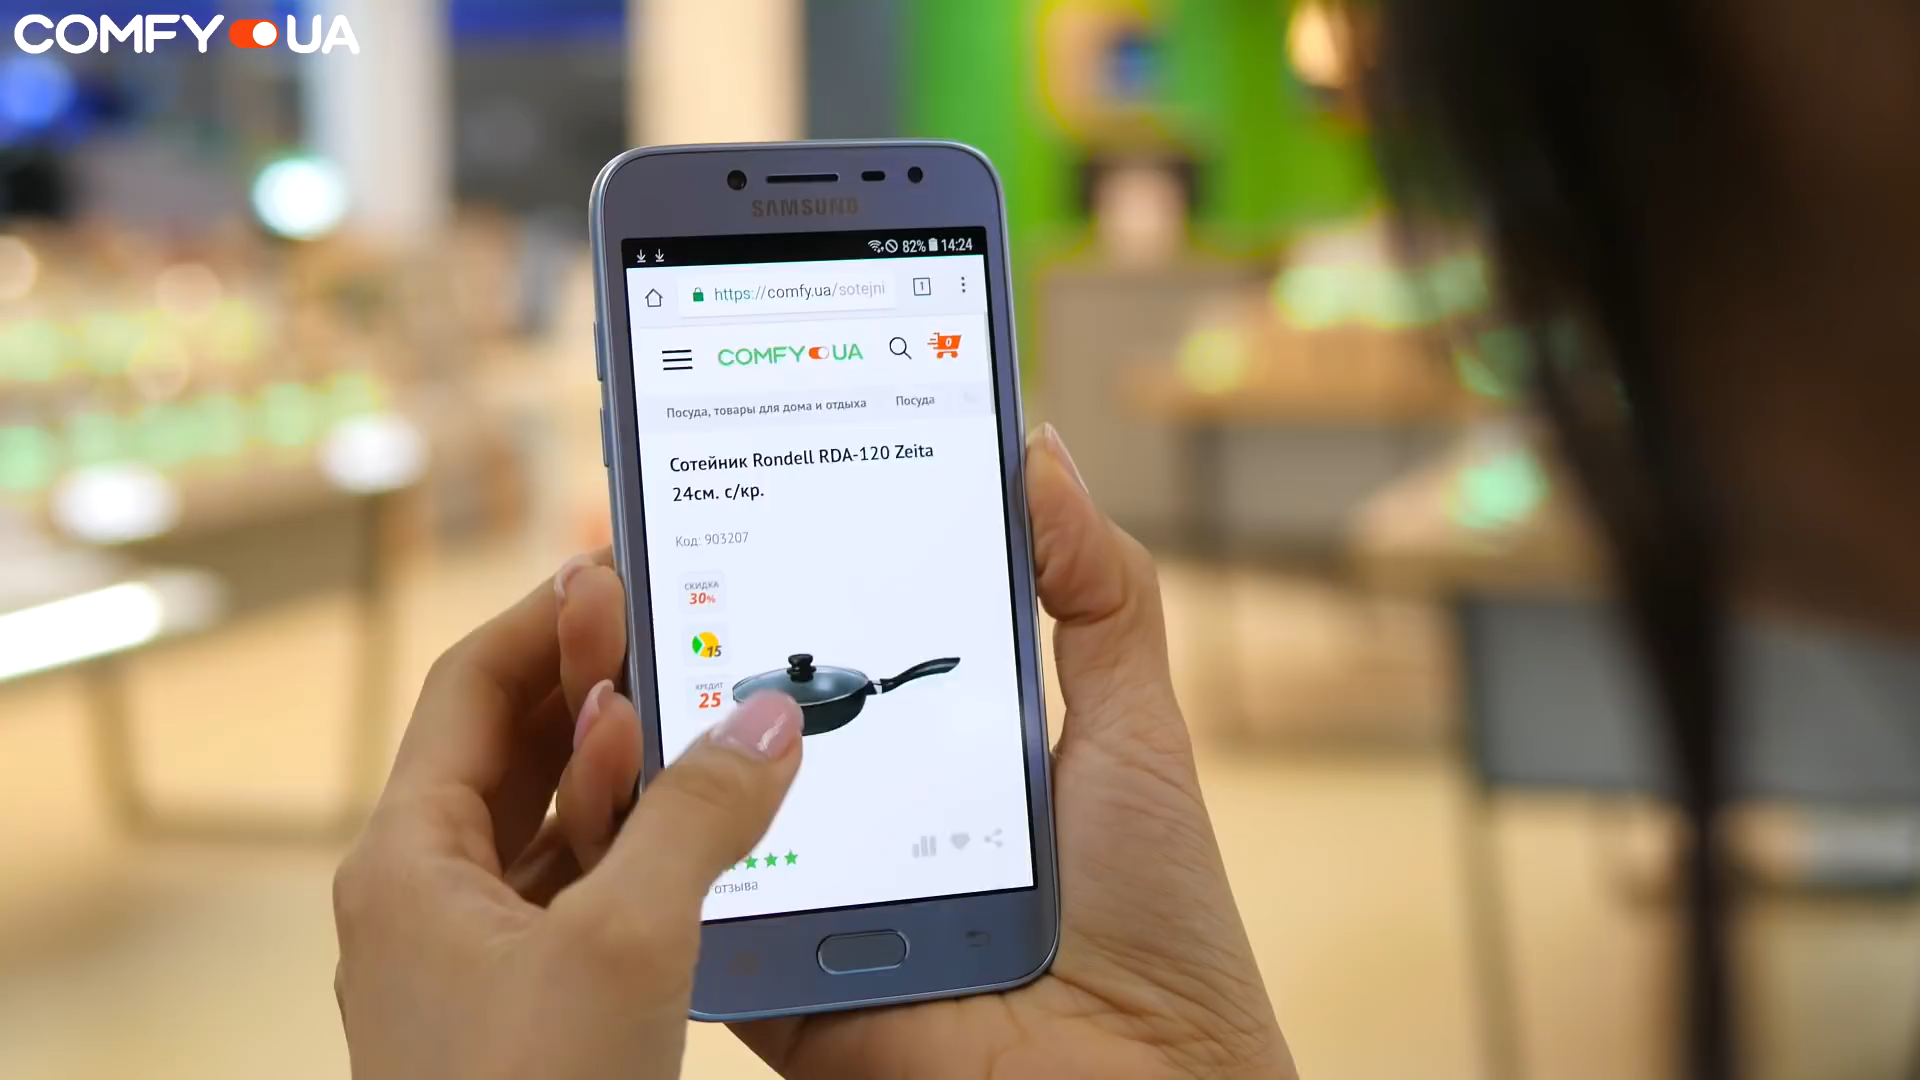 COMFY UA
SAMSUNG
82% 14:24
https://comfy.ua/sotejni
1
COMFY UA
0
Посуда, товары для дома и отдыха
Посуда
Сотейник Rondell RDA-120 Zeita
24см. с/кр.
Код: 903207
СКИДКА
30%
15
КРЕДИТ
25
отзыва